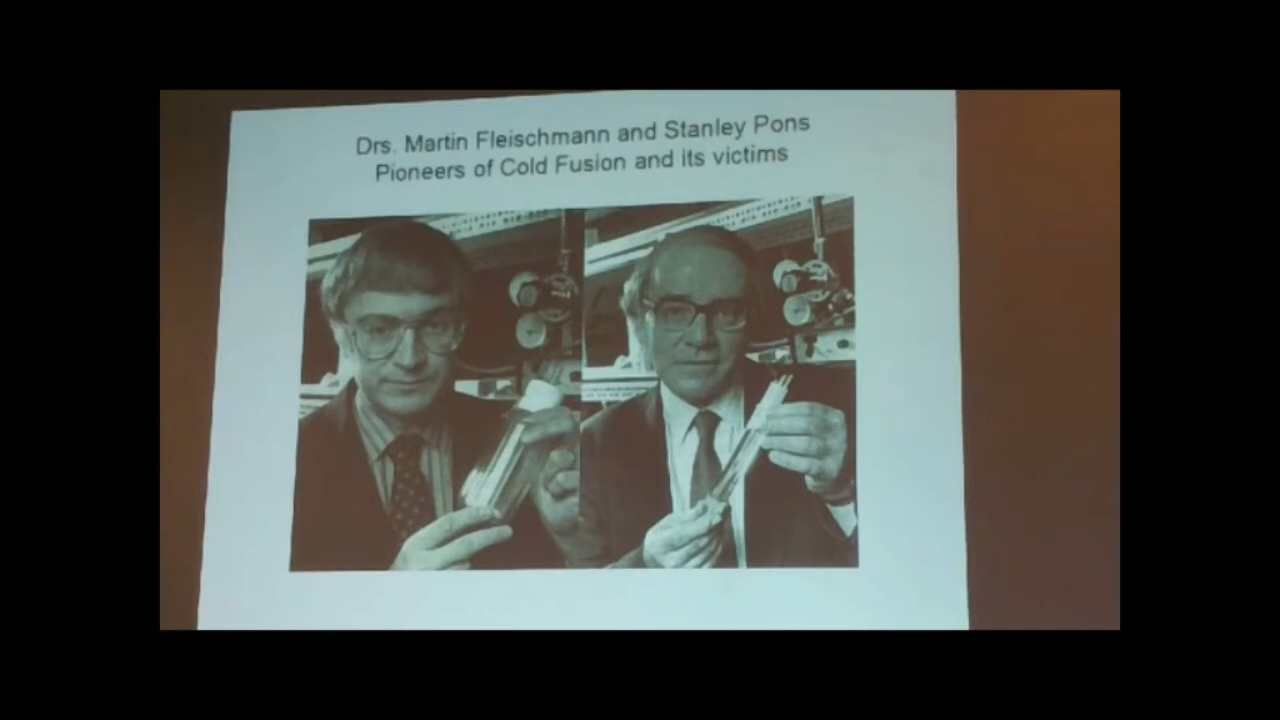 Drs. Martin Fleischmann and Stanley Pons
Pioneers of Cold Fusion and its victims